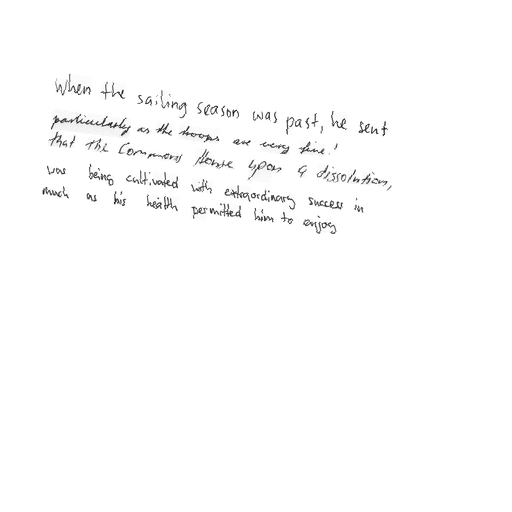 when the sailing season was past, he sent
particularly as the troops are very fine!
that the Commons House upon a dissolution,
was being cultivated with extraordinary success in
much as his health permitted him to enjoy